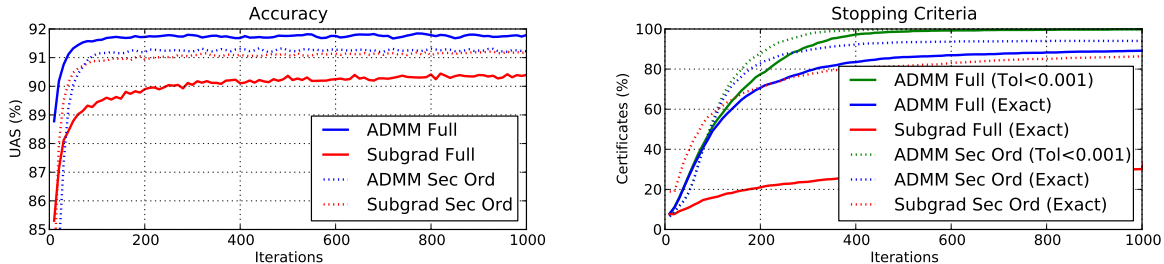 Accuracy
92
91
90
89
88
87
86
85
UAS (%)
ADMM Full
Subgrad Full
ADMM Sec Ord
Subgrad Sec Ord
0
200
400
600
800
1000
Iterations
Stopping Criteria
100
80
60
40
20
0
Certificates (%)
ADMM Full (Tol<0.001)
ADMM Full (Exact)
Subgrad Full (Exact)
ADMM Sec Ord (Tol<0.001)
ADMM Sec Ord (Exact)
Subgrad Sec Ord (Exact)
0
200
400
600
800
1000
Iterations